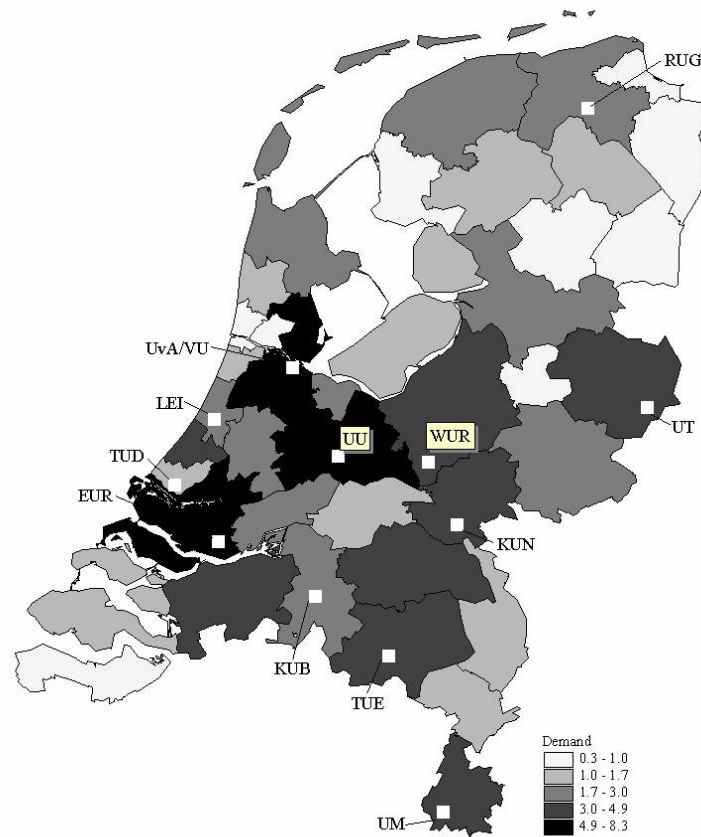 RUG
UvA/VU
LEI
UT
UU
WUR
TUD
EUR
KUN
KUB
TUE
UM
Demand
0.3 - 1.0
1.0 - 1.7
1.7 - 3.0
3.0 - 4.9
4.9 - 8.3